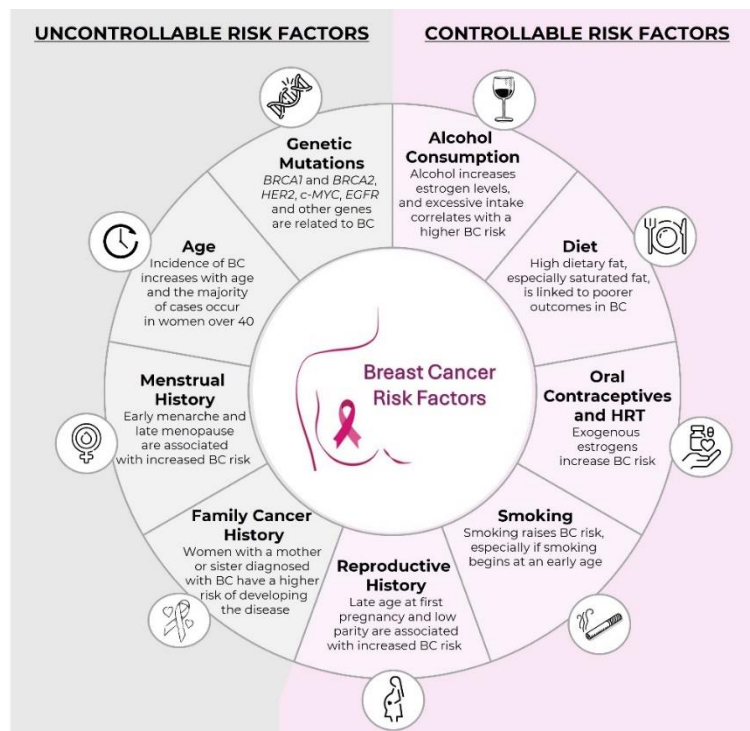 UNCONTROLLABLE RISK FACTORS
CONTROLLABLE RISK FACTORS
Genetic
Mutations
BRCA1 and BRCA2,
HER2, c-MYC, EGFR
and other genes
are related to BC
Alcohol
Consumption
Alcohol increases
estrogen levels,
and excessive intake
correlates with a
higher BC risk
Age
Incidence of BC
increases with age
and the majority
of cases occur
in women over 40
Diet
High dietary fat,
especially saturated fat,
is linked to poorer
outcomes in BC
Breast Cancer
Risk Factors
Menstrual
History
Early menarche and
late menopause
are associated
with increased BC risk
Oral
Contraceptives
and HRT
Exogenous
estrogens
increase BC risk
Family Cancer
History
Women with a mother
or sister diagnosed
with BC have a higher
risk of developing
the disease
Smoking
Smoking raises BC risk,
especially if smoking
begins at an early age
Reproductive
History
Late age at first
pregnancy and low
parity are associated
with increased BC risk